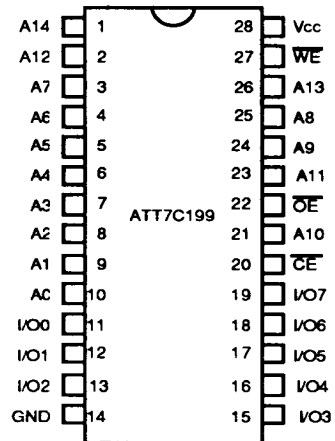 A14 1 28 Vcc
A12 2 27 WE
A7 3 26 A13
A6 4 25 A8
A5 5 24 A9
A4 6 23 A11
A3 7 22 OE
ATT7C199
A2 8 21 A10
A1 9 20 CE
A0 10 19 I/O7
I/O0 11 18 I/O6
I/O1 12 17 I/O5
I/O2 13 16 I/O4
GND 14 15 I/O3